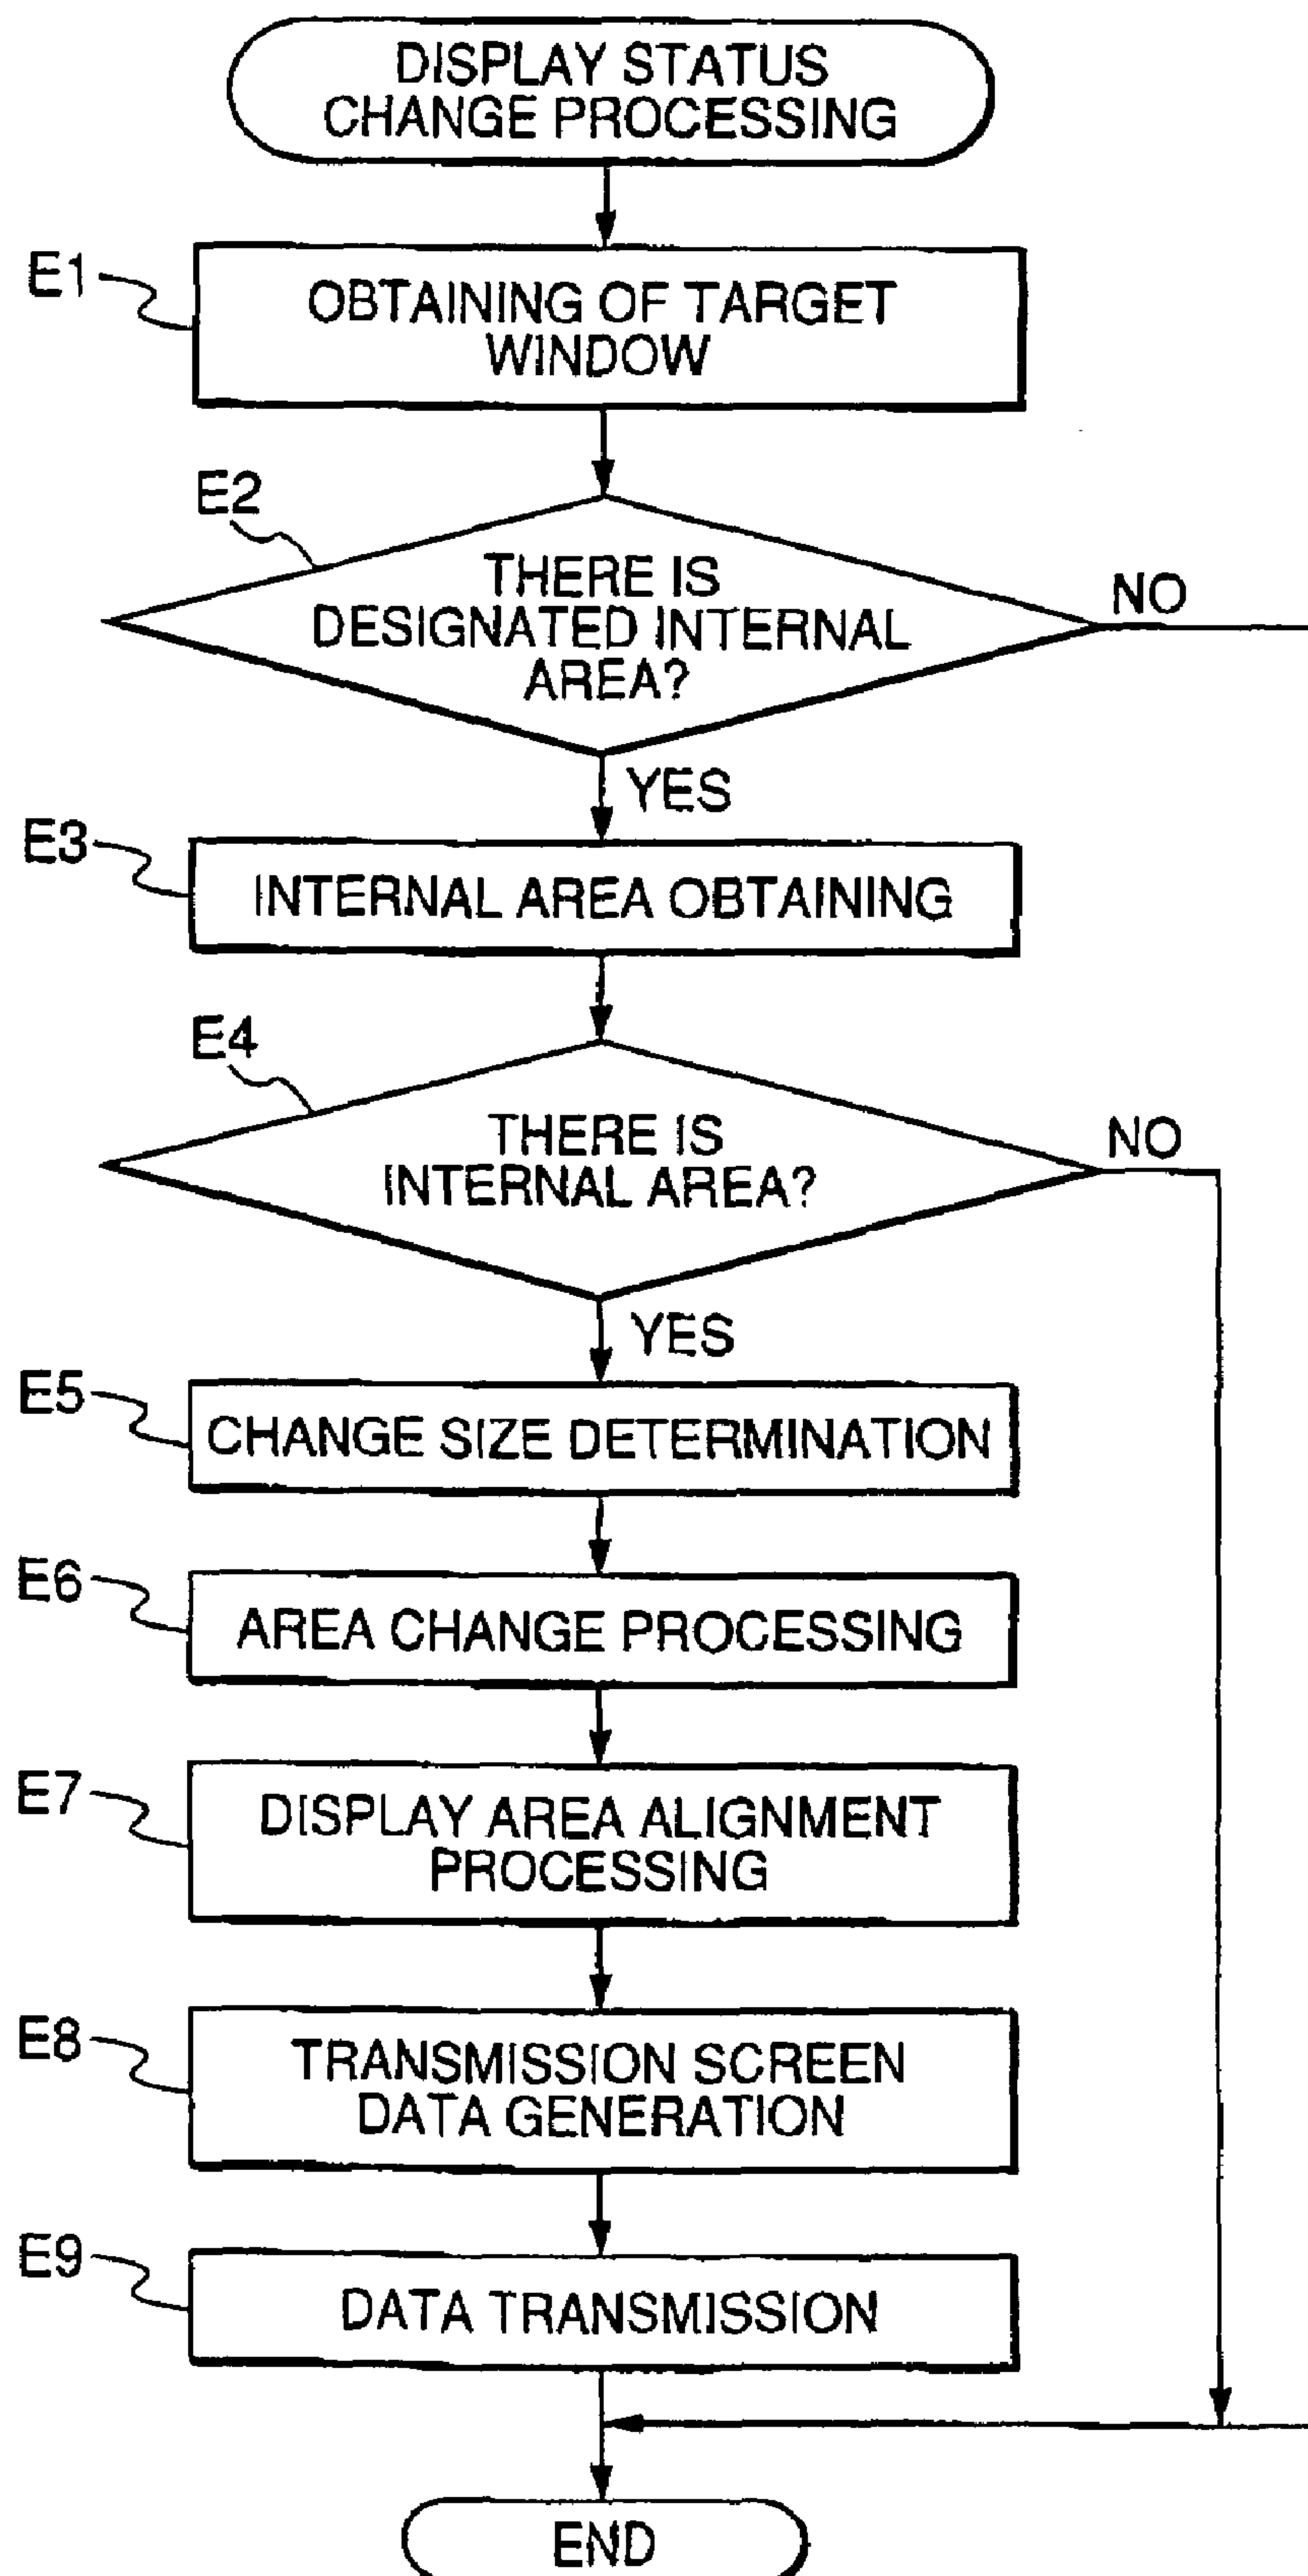 DISPLAY STATUS
CHANGE PROCESSING
E1
OBTAINING OF TARGET
WINDOW
E2
THERE IS
DESIGNATED INTERNAL
AREA?
NO
YES
E3
INTERNAL AREA OBTAINING
E4
THERE IS
INTERNAL AREA?
NO
YES
E5
CHANGE SIZE DETERMINATION
E6
AREA CHANGE PROCESSING
E7
DISPLAY AREA ALIGNMENT
PROCESSING
E8
TRANSMISSION SCREEN
DATA GENERATION
E9
DATA TRANSMISSION
END